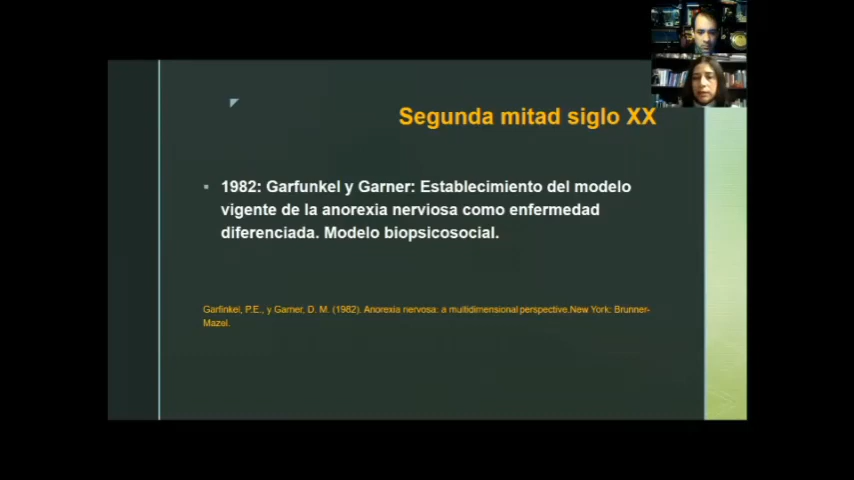 Segunda mitad siglo XX
1982: Garfunkel y Garner: Establecimiento del modelo
vigente de la anorexia nerviosa como enfermedad
diferenciada. Modelo biopsicosocial.
Garfinkel, P.E., y Garner, D. M. (1982). Anorexia nervosa: a multidimensional perspective.New York: Brunner-
Mazel.